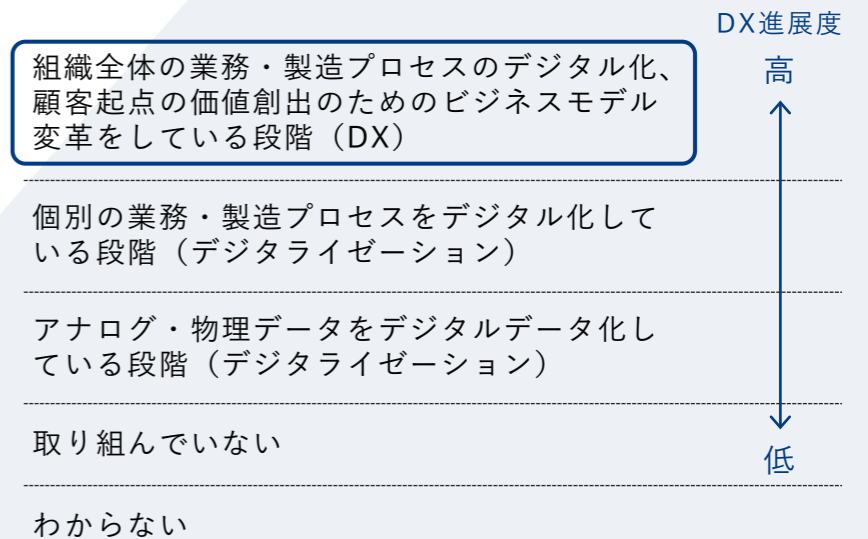 DX進展度
高
組織全体の業務・製造プロセスのデジタル化、
顧客起点の価値創出のためのビジネスモデル
変革をしている段階（DX）
個別の業務・製造プロセスをデジタル化して
いる段階（デジタライゼーション）
アナログ・物理データをデジタルデータ化し
ている段階（デジタライゼーション）
取り組んでいない
低
わからない